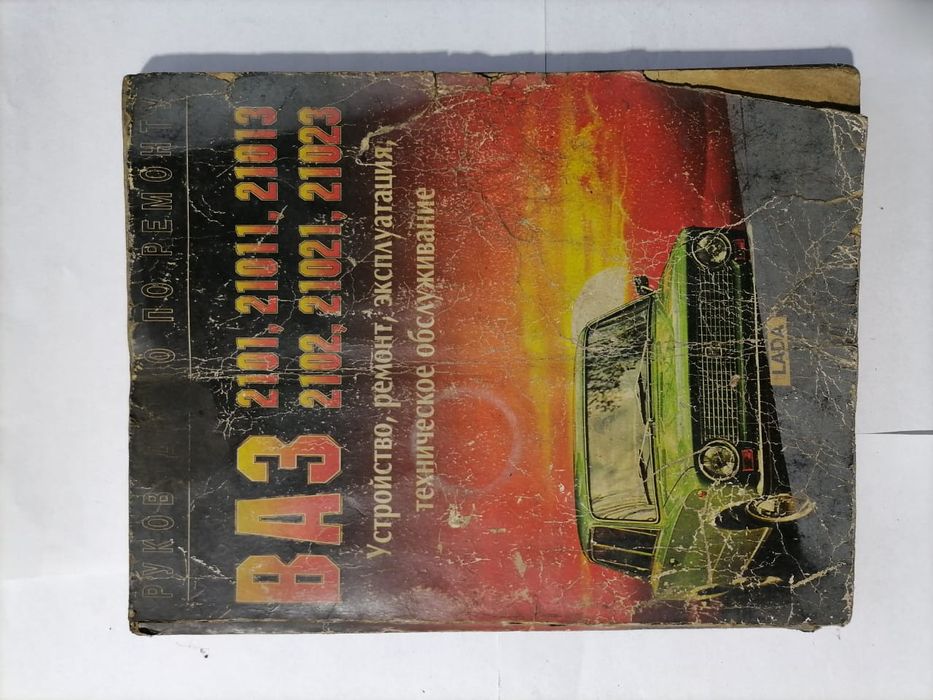 РУКОВОДСТВО ПО РЕМОНТУ
ВАЗ
2101, 21011, 21013
2102, 21021, 21023
Устройство, ремонт, эксплуатация,
техническое обслуживание
LADA